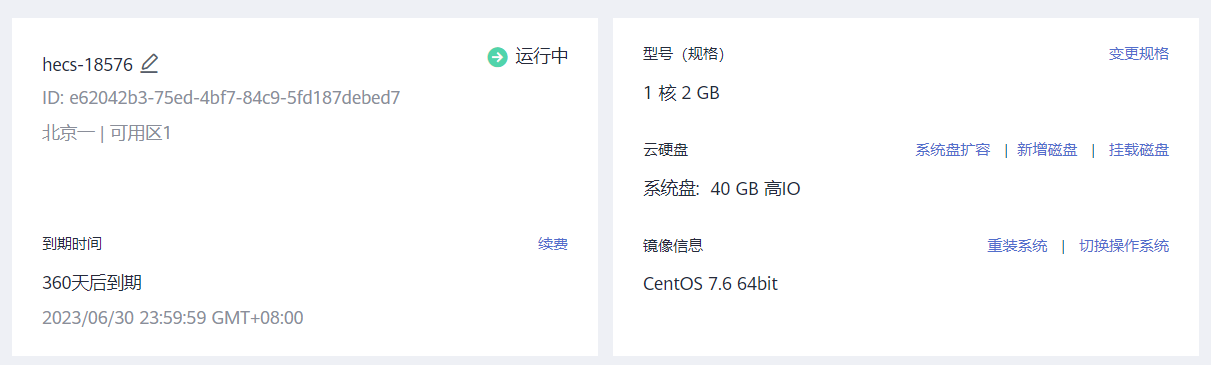 hecs-18576
运行中
ID: e62042b3-75ed-4bf7-84c9-5fd187debed7
北京一 | 可用区1
到期时间 续费
360天后到期
2023/06/30 23:59:59 GMT+08:00
型号（规格） 变更规格
1 核 2 GB
云硬盘 系统盘扩容 | 新增磁盘 | 挂载磁盘
系统盘: 40 GB 高IO
镜像信息 重装系统 | 切换操作系统
CentOS 7.6 64bit